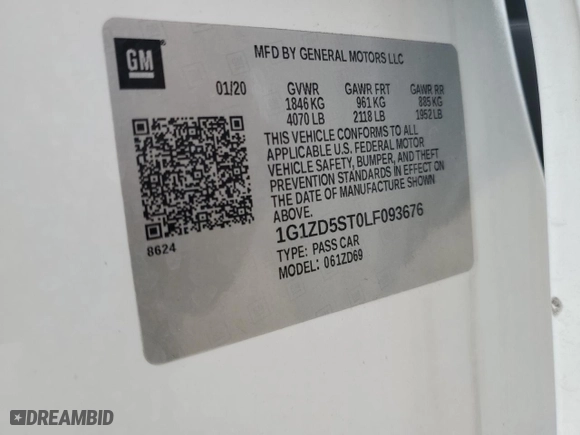 GM
MFD BY GENERAL MOTORS LLC
01/20 GVWR GAWR FRT GAWR RR
1846 KG 961 KG 885 KG
4070 LB 2118 LB 1952 LB
THIS VEHICLE CONFORMS TO ALL
APPLICABLE U.S. FEDERAL MOTOR
VEHICLE SAFETY, BUMPER, AND THEFT
PREVENTION STANDARDS IN EFFECT ON
THE DATE OF MANUFACTURE SHOWN
ABOVE.
1G1ZD5ST0LF093676
TYPE: PASS CAR
MODEL: 061ZD69
8624
DREAMBID